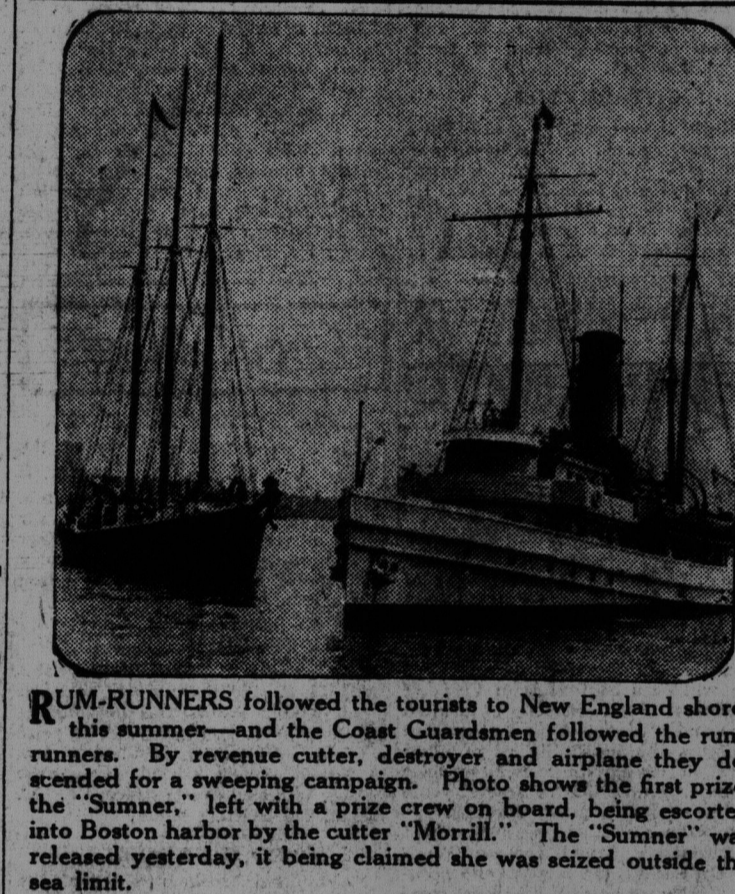 RUM-RUNNERS followed the tourists to New England shor
this summer—and the Coast Guardsmen followed the rum
runners. By revenue cutter, destroyer and airplane they de
scended for a sweeping campaign. Photo shows the first priz
the "Sumner," left with a prize crew on board, being escorte
into Boston harbor by the cutter "Morrill." The "Sumner" wa
released yesterday, it being claimed she was seized outside th
sea limit.